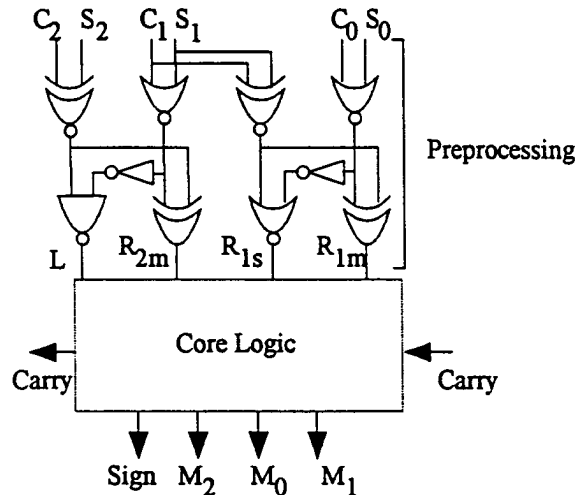 C2 S2 C1 S1 C0 S0
Preprocessing
L R2m R1s R1m
Core Logic
Carry Carry
Sign M2 M0 M1